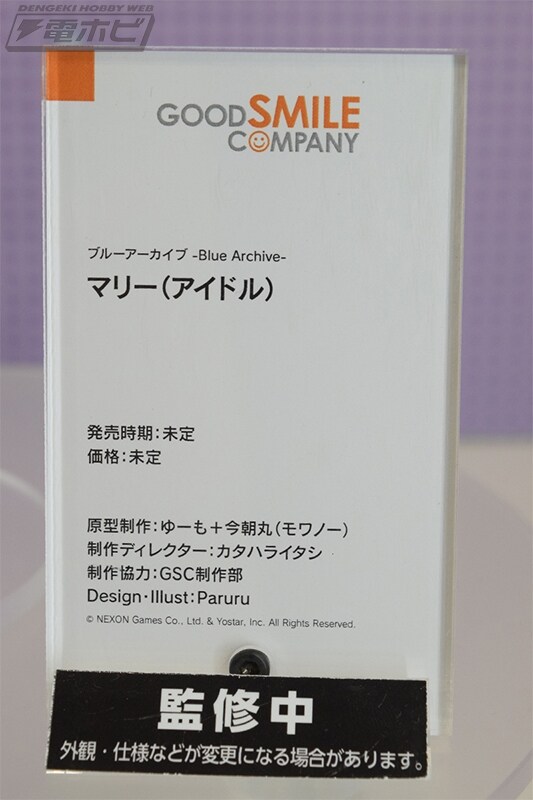 DENGEKI HOBBY WEB
電ホビ
GOODSMILE
COMPANY
ブルーアーカイブ -Blue Archive-
マリー(アイドル)
発売時期:未定
価格:未定
原型制作:ゆーも+今朝丸(モワノー)
制作ディレクター:カタハライタシ
制作協力:GSC制作部
Design・Illust:Paruru
© NEXON Games Co., Ltd. & Yostar, Inc. All Rights Reserved.
監修中
外観・仕様などが変更になる場合があります。